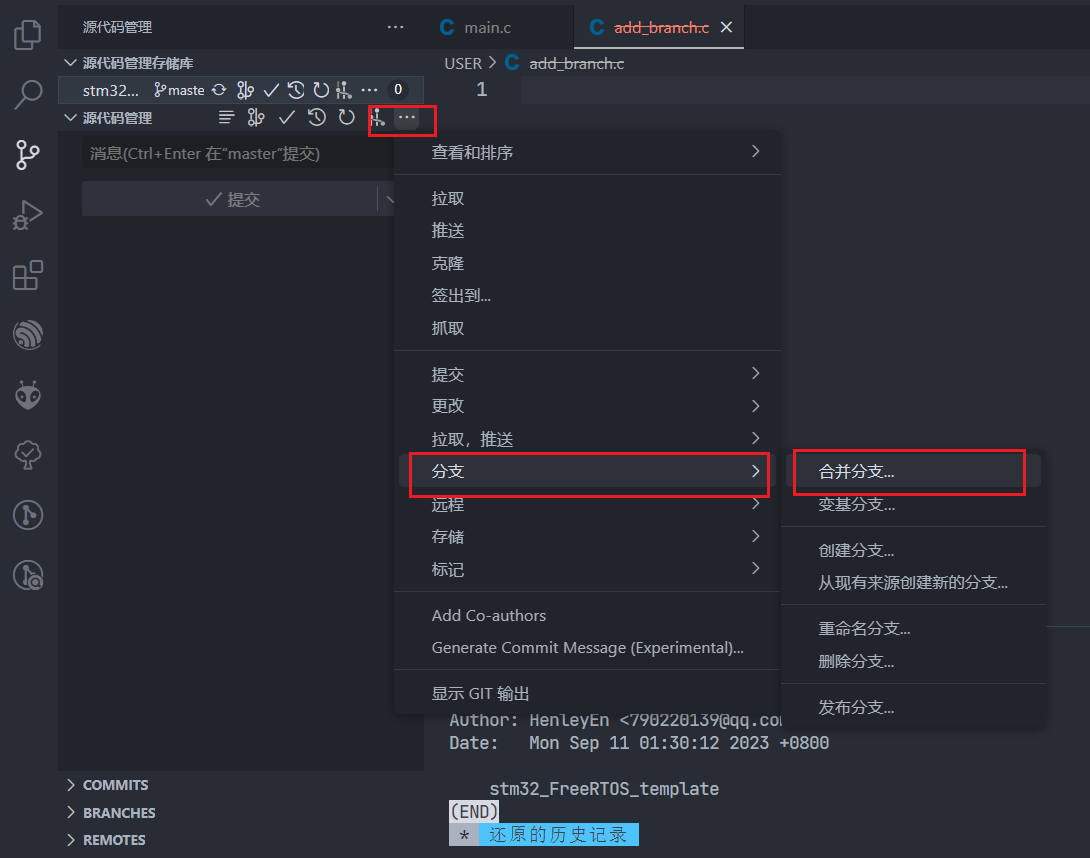 源代码管理
main.c
add_branch.c
源代码管理存储库
USER
add_branch.c
stm32...
maste
0
1
源代码管理
消息(Ctrl+Enter 在“master”提交)
提交
查看和排序
拉取
推送
克隆
签出到...
抓取
提交
更改
拉取，推送
分支
远程
存储
标记
Add Co-authors
Generate Commit Message (Experimental)...
显示 GIT 输出
合并分支...
变基分支...
创建分支...
从现有来源创建新的分支...
重命名分支...
删除分支...
发布分支...
Author: HenleyEn <790220139@qq.co
Date:   Mon Sep 11 01:30:12 2023 +0800
stm32_FreeRTOS_template
(END)
* 还原的历史记录
COMMITS
BRANCHES
REMOTES